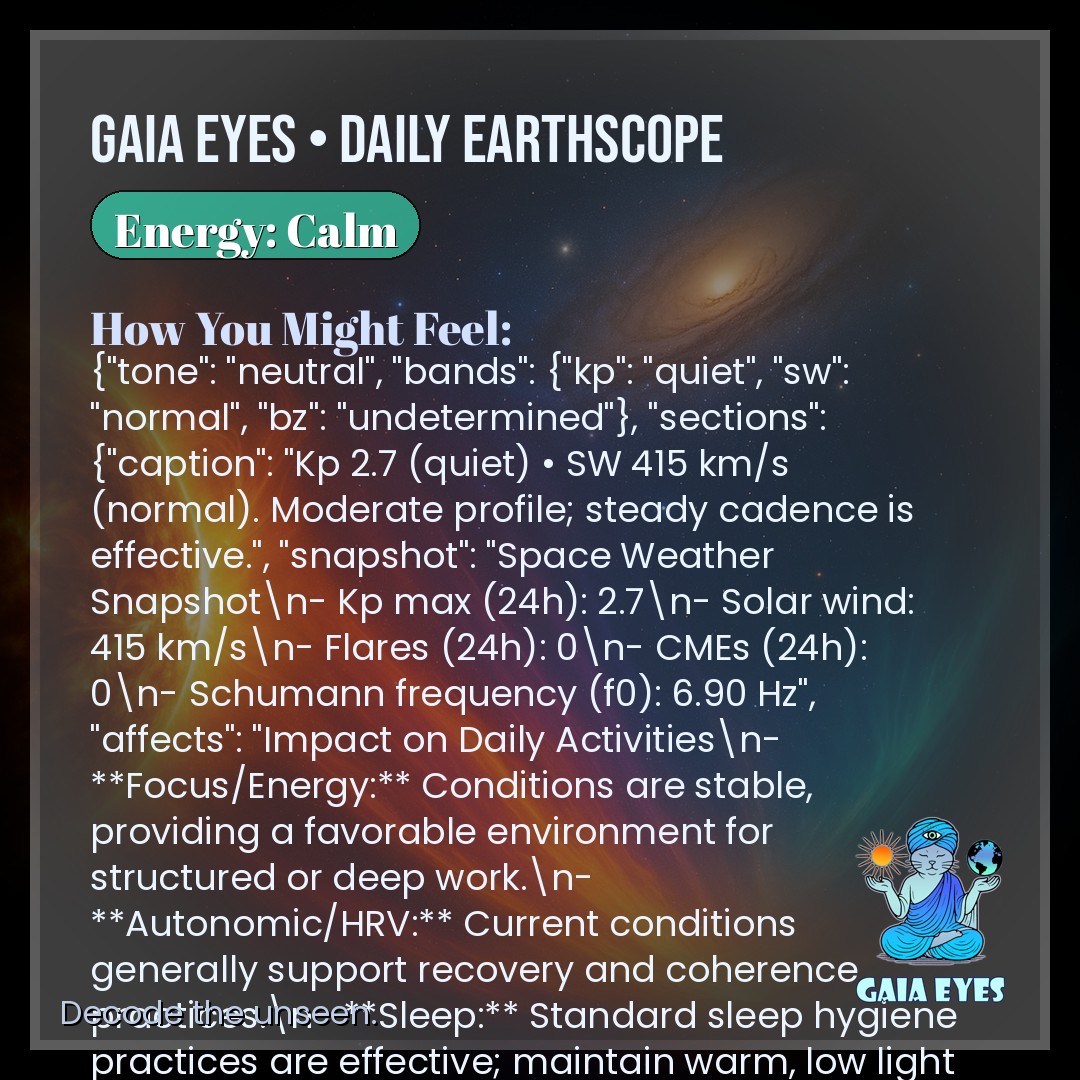 GAIA EYES • DAILY EARTHSCOPE
Energy: Calm
How You Might Feel:
{"tone": "neutral", "bands": {"kp": "quiet", "sw":
"normal", "bz": "undetermined"}, "sections":
{"caption": "Kp 2.7 (quiet) • SW 415 km/s
(normal). Moderate profile; steady cadence is
effective.", "snapshot": "Space Weather
Snapshot\n- Kp max (24h): 2.7\n- Solar wind:
415 km/s\n- Flares (24h): 0\n- CMEs (24h):
0\n- Schumann frequency (f0): 6.90 Hz",
"affects": "Impact on Daily Activities\n-
**Focus/Energy:** Conditions are stable,
providing a favorable environment for
structured or deep work.\n-
**Autonomic/HRV:** Current conditions
generally support recovery and coherence
practices.\n- **Sleep:** Standard sleep hygiene
Decode the unseen.
practices are effective; maintain warm, low light
GAIA EYES